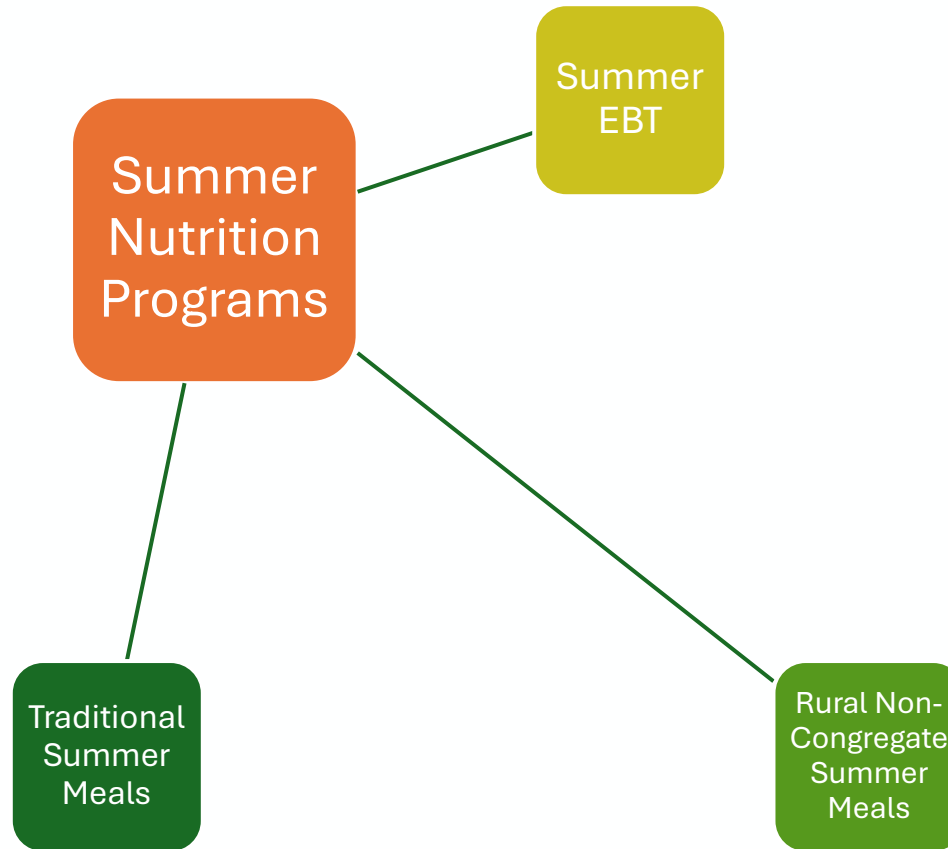 Summer
EBT
Summer
Nutrition
Programs
Traditional
Summer
Meals
Rural Non-
Congregate
Summer
Meals